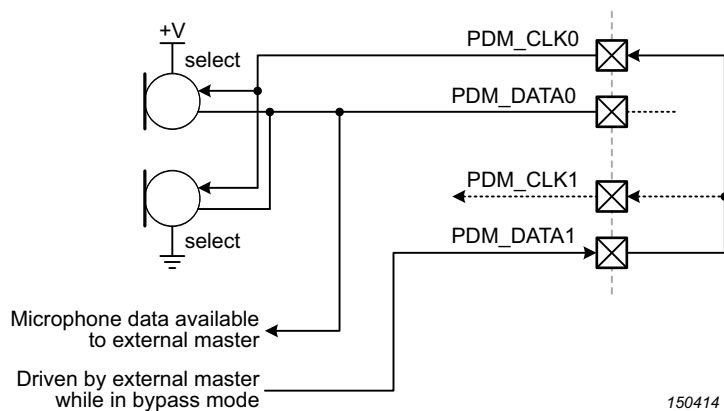 +V
select
PDM_CLK0
PDM_DATA0
PDM_CLK1
select
PDM_DATA1
Microphone data available
to external master
Driven by external master
while in bypass mode
150414